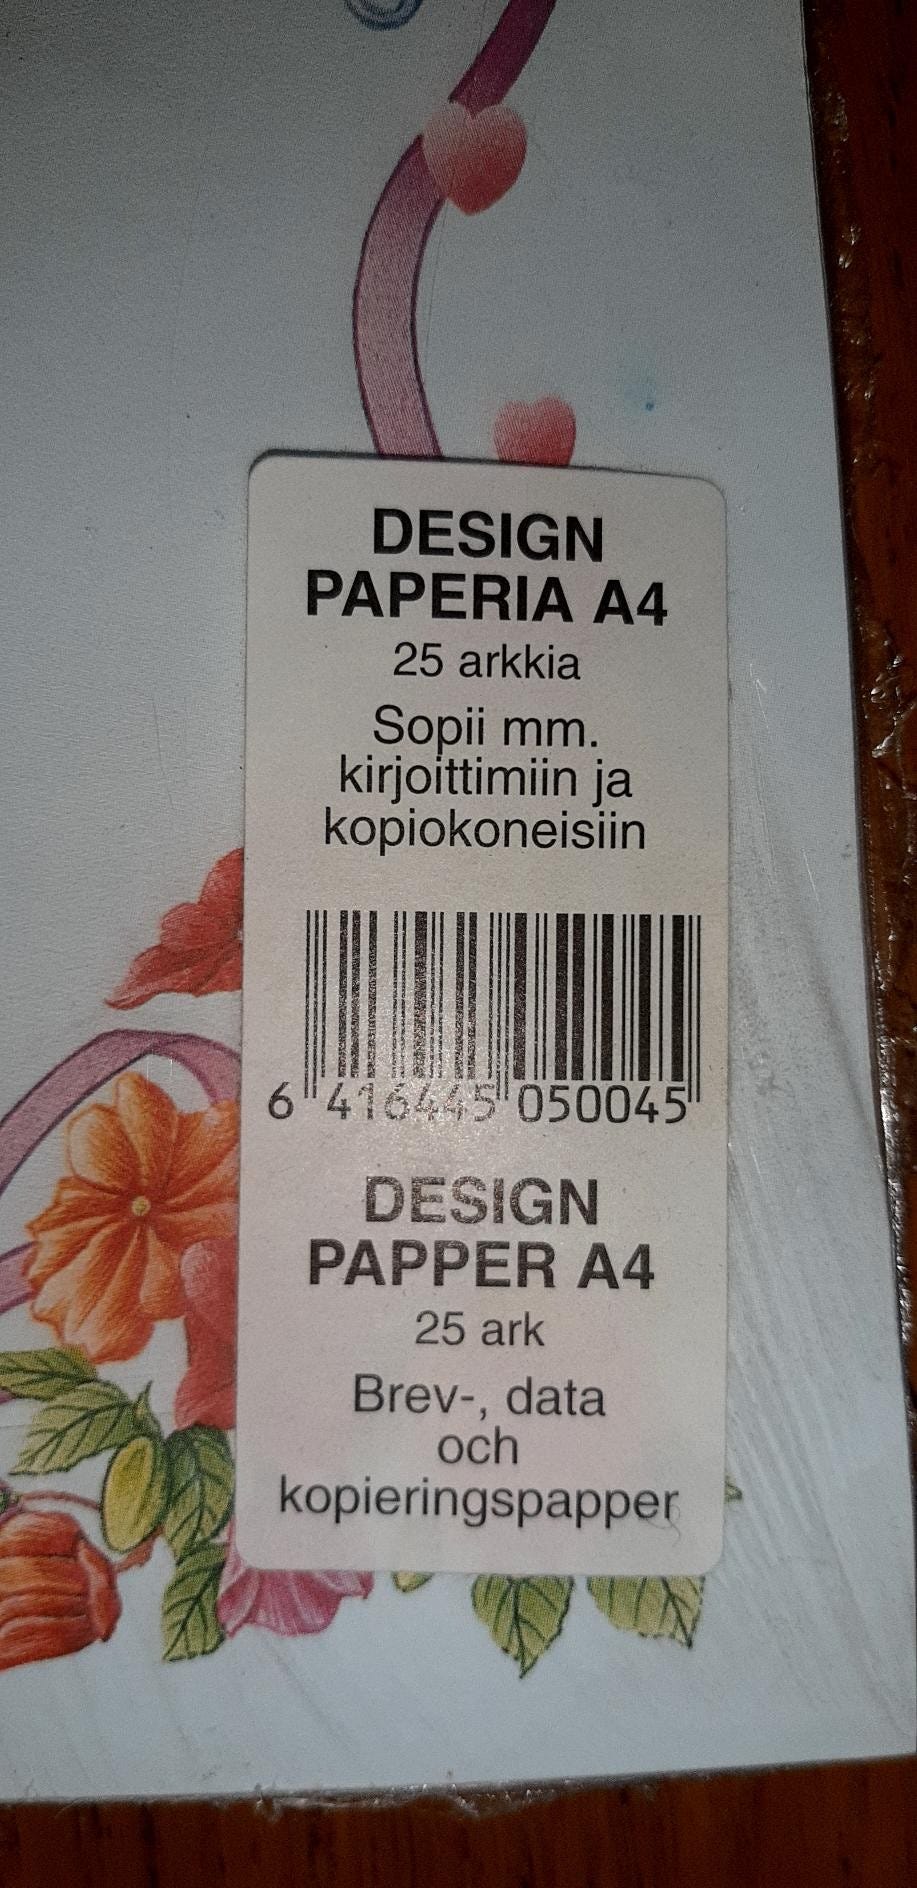 DESIGN
PAPERIA A4
25 arkkia
Sopii mm.
kirjoittimiin ja
kopiokoneisiin
6 416445 050045
DESIGN
PAPPER A4
25 ark
Brev-, data
och
kopieringspapper